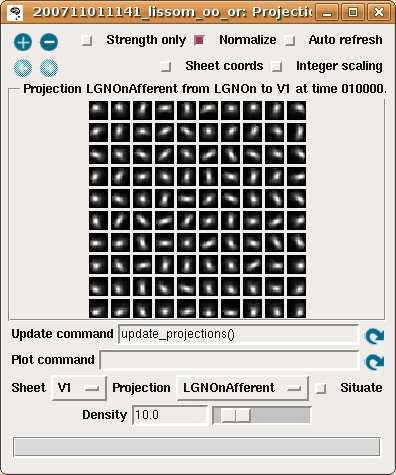 200711011141_lissom_oo_or: Projectio
Strength only Normalize Auto refresh
Sheet coords Integer scaling
Projection LGNOnAfferent from LGNOn to V1 at time 010000.
Update command update_projections()
Plot command
Sheet V1 Projection LGNOnAfferent Situate
Density 10.0